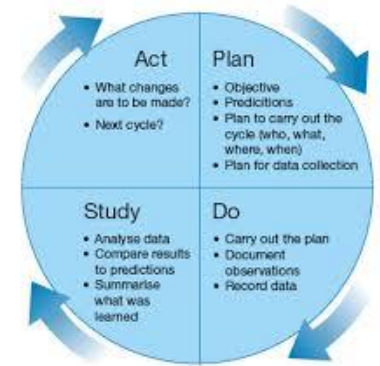 Act
• What changes
are to be made?
• Next cycle?
Plan
• Objective
• Predicitions
• Plan to carry out the
cycle (who, what,
where, when)
• Plan for data collection
Study
• Analyse data
• Compare results
to predictions
• Summarise
what was
learned
Do
• Carry out the plan
• Document
observations
• Record data